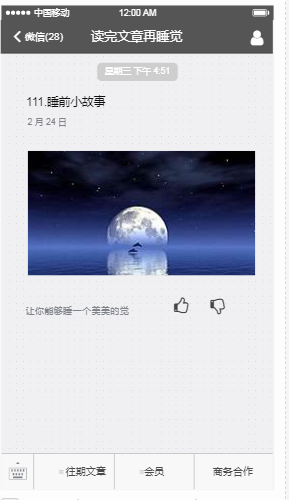 中国移动 12:00 AM
微信(28) 读完文章再睡觉
星期三 下午 4:51
111.睡前小故事
2 月 24 日
让你能够睡一个美美的觉
≡往期文章 ≡会员 商务合作